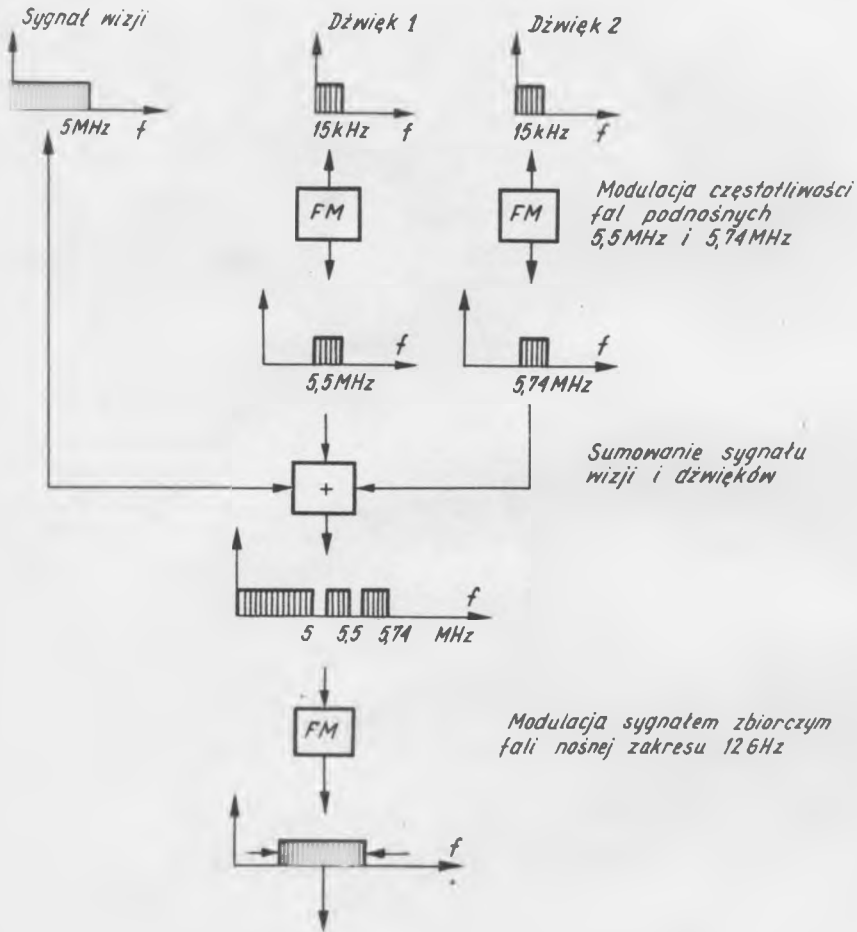 Sygnał wizji
Dźwięk 1
Dźwięk 2
5MHz f
15kHz f
15kHz f
FM
FM
Modulacja częstotliwości
fal podnośnych
5,5MHz i 5,74MHz
f
f
5,5MHz
5,74MHz
Sumowanie sygnału
wizji i dźwięków
+
f
5 5,5 5,74 MHz
FM
Modulacja sygnałem zbiorczym
fali nośnej zakresu 12GHz
f